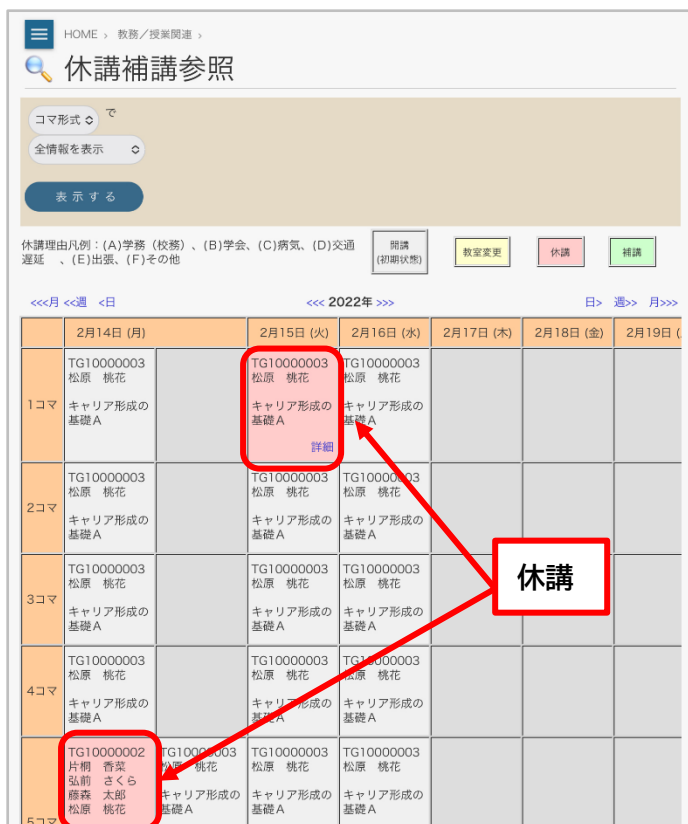 HOME › 教務／授業関連 ›
休講補講参照
コマ形式 で
全情報を表示
表示する
休講理由凡例：(A)学務（校務）、(B)学会、(C)病気、(D)交通
遅延 、(E)出張、(F)その他
開講
(初期状態)
教室変更
休講
補講
<<<月 <<週 <日
<<< 2022年 >>>
日> 週>> 月>>>
2月14日 (月)
2月15日 (火)
2月16日 (水)
2月17日 (木)
2月18日 (金)
2月19日 (
1コマ
TG10000003
松原 桃花
キャリア形成の
基礎A
TG10000003
松原 桃花
キャリア形成の
基礎A
詳細
TG10000003
松原 桃花
キャリア形成の
基礎A
2コマ
TG10000003
松原 桃花
キャリア形成の
基礎A
TG10000003
松原 桃花
キャリア形成の
基礎A
TG10000003
松原 桃花
キャリア形成の
基礎A
3コマ
TG10000003
松原 桃花
キャリア形成の
基礎A
TG10000003
松原 桃花
キャリア形成の
基礎A
TG10000003
松原 桃花
キャリア形成の
基礎A
休講
4コマ
TG10000003
松原 桃花
キャリア形成の
基礎A
TG10000003
松原 桃花
キャリア形成の
基礎A
TG10000003
松原 桃花
キャリア形成の
基礎A
5コマ
TG10000002
片桐 香菜
弘前 さくら
藤森 太郎
松原 桃花
TG10000003
松原 桃花
キャリア形成の
基礎A
TG10000003
松原 桃花
キャリア形成の
基礎A
TG10000003
松原 桃花
キャリア形成の
基礎A